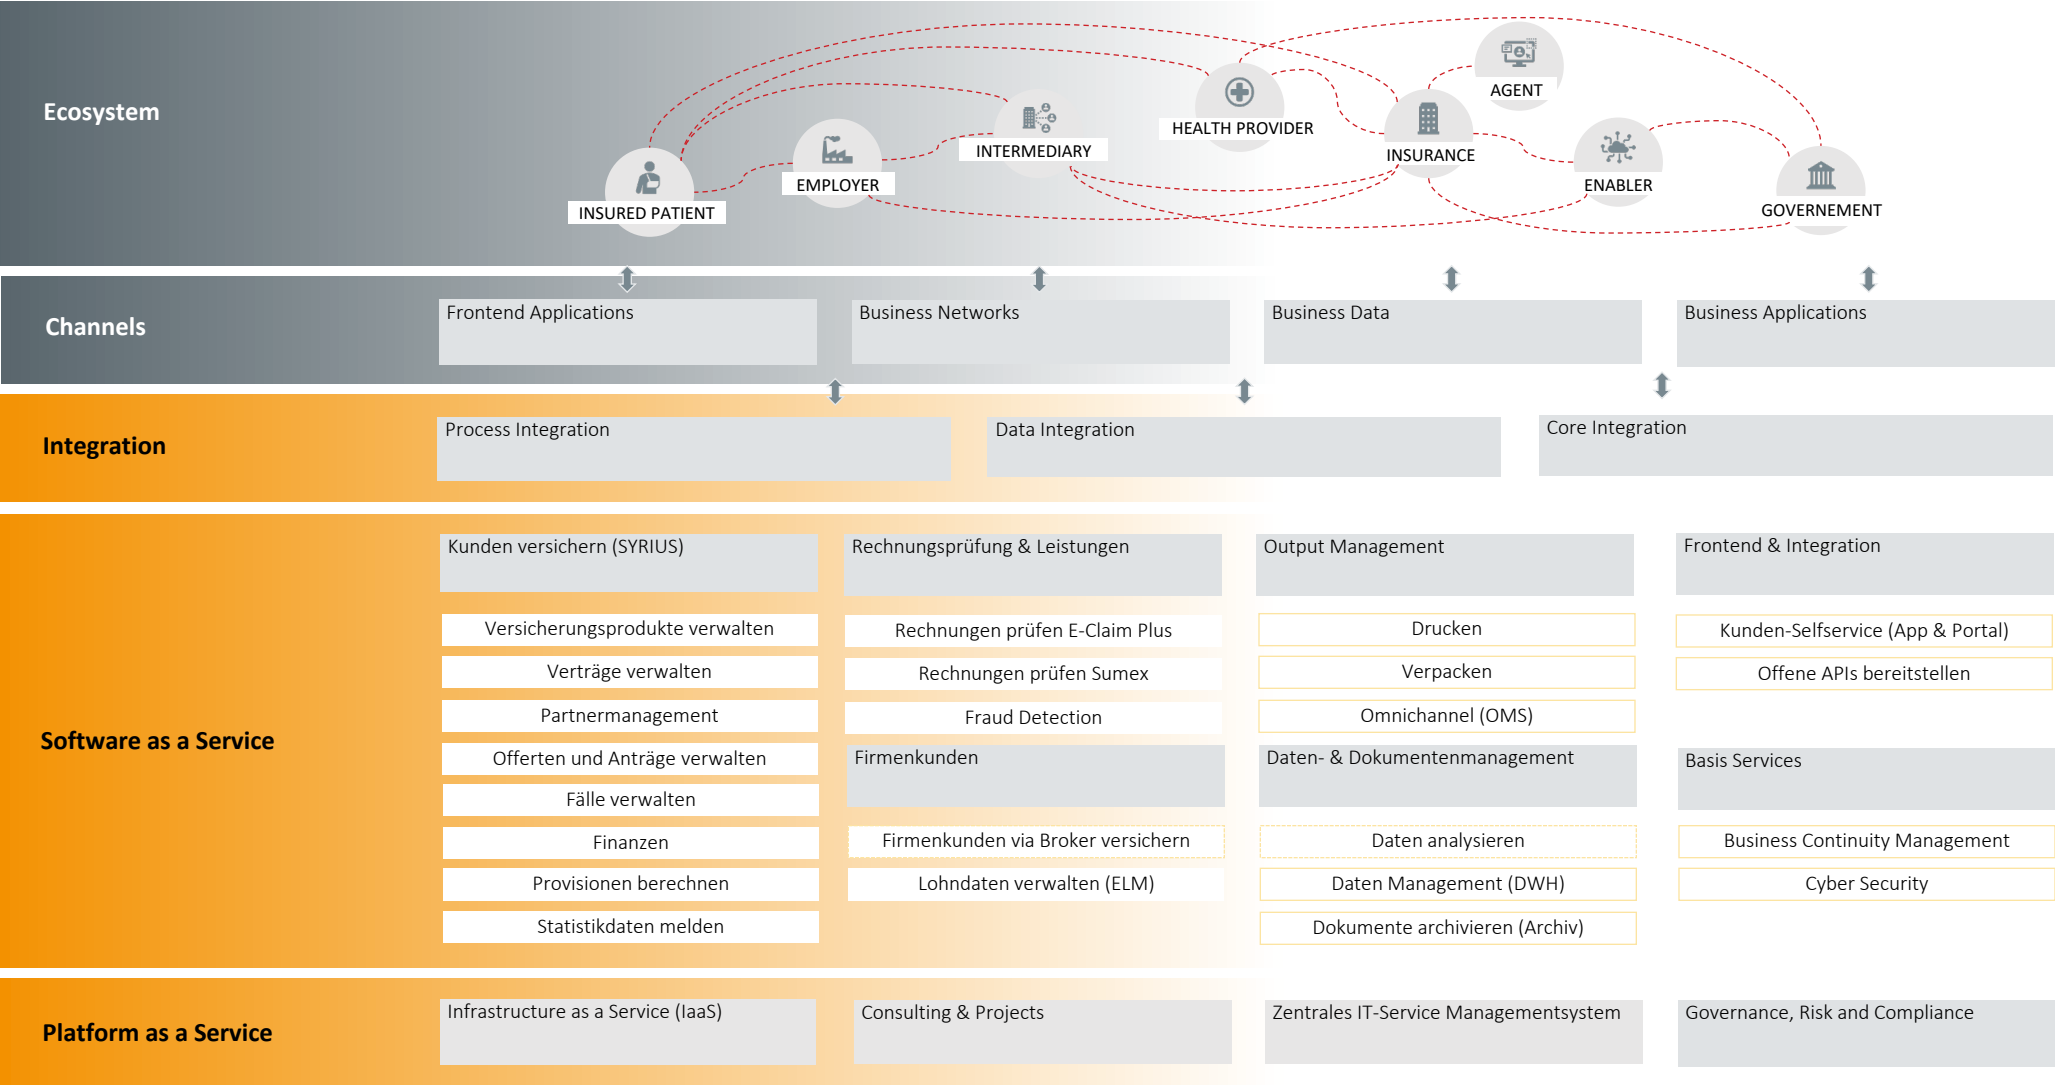 Ecosystem
AGENT
HEALTH PROVIDER
INTERMEDIARY
INSURANCE
EMPLOYER
ENABLER
INSURED PATIENT
GOVERNEMENT
Channels
Frontend Applications
Business Networks
Business Data
Business Applications
Integration
Process Integration
Data Integration
Core Integration
Software as a Service
Kunden versichern (SYRIUS)
Versicherungsprodukte verwalten
Verträge verwalten
Partnermanagement
Offerten und Anträge verwalten
Fälle verwalten
Finanzen
Provisionen berechnen
Statistikdaten melden
Rechnungsprüfung & Leistungen
Rechnungen prüfen E-Claim Plus
Rechnungen prüfen Sumex
Fraud Detection
Firmenkunden
Firmenkunden via Broker versichern
Lohndaten verwalten (ELM)
Output Management
Drucken
Verpacken
Omnichannel (OMS)
Daten- & Dokumentenmanagement
Daten analysieren
Daten Management (DWH)
Dokumente archivieren (Archiv)
Frontend & Integration
Kunden-Selfservice (App & Portal)
Offene APIs bereitstellen
Basis Services
Business Continuity Management
Cyber Security
Platform as a Service
Infrastructure as a Service (IaaS)
Consulting & Projects
Zentrales IT-Service Managementsystem
Governance, Risk and Compliance